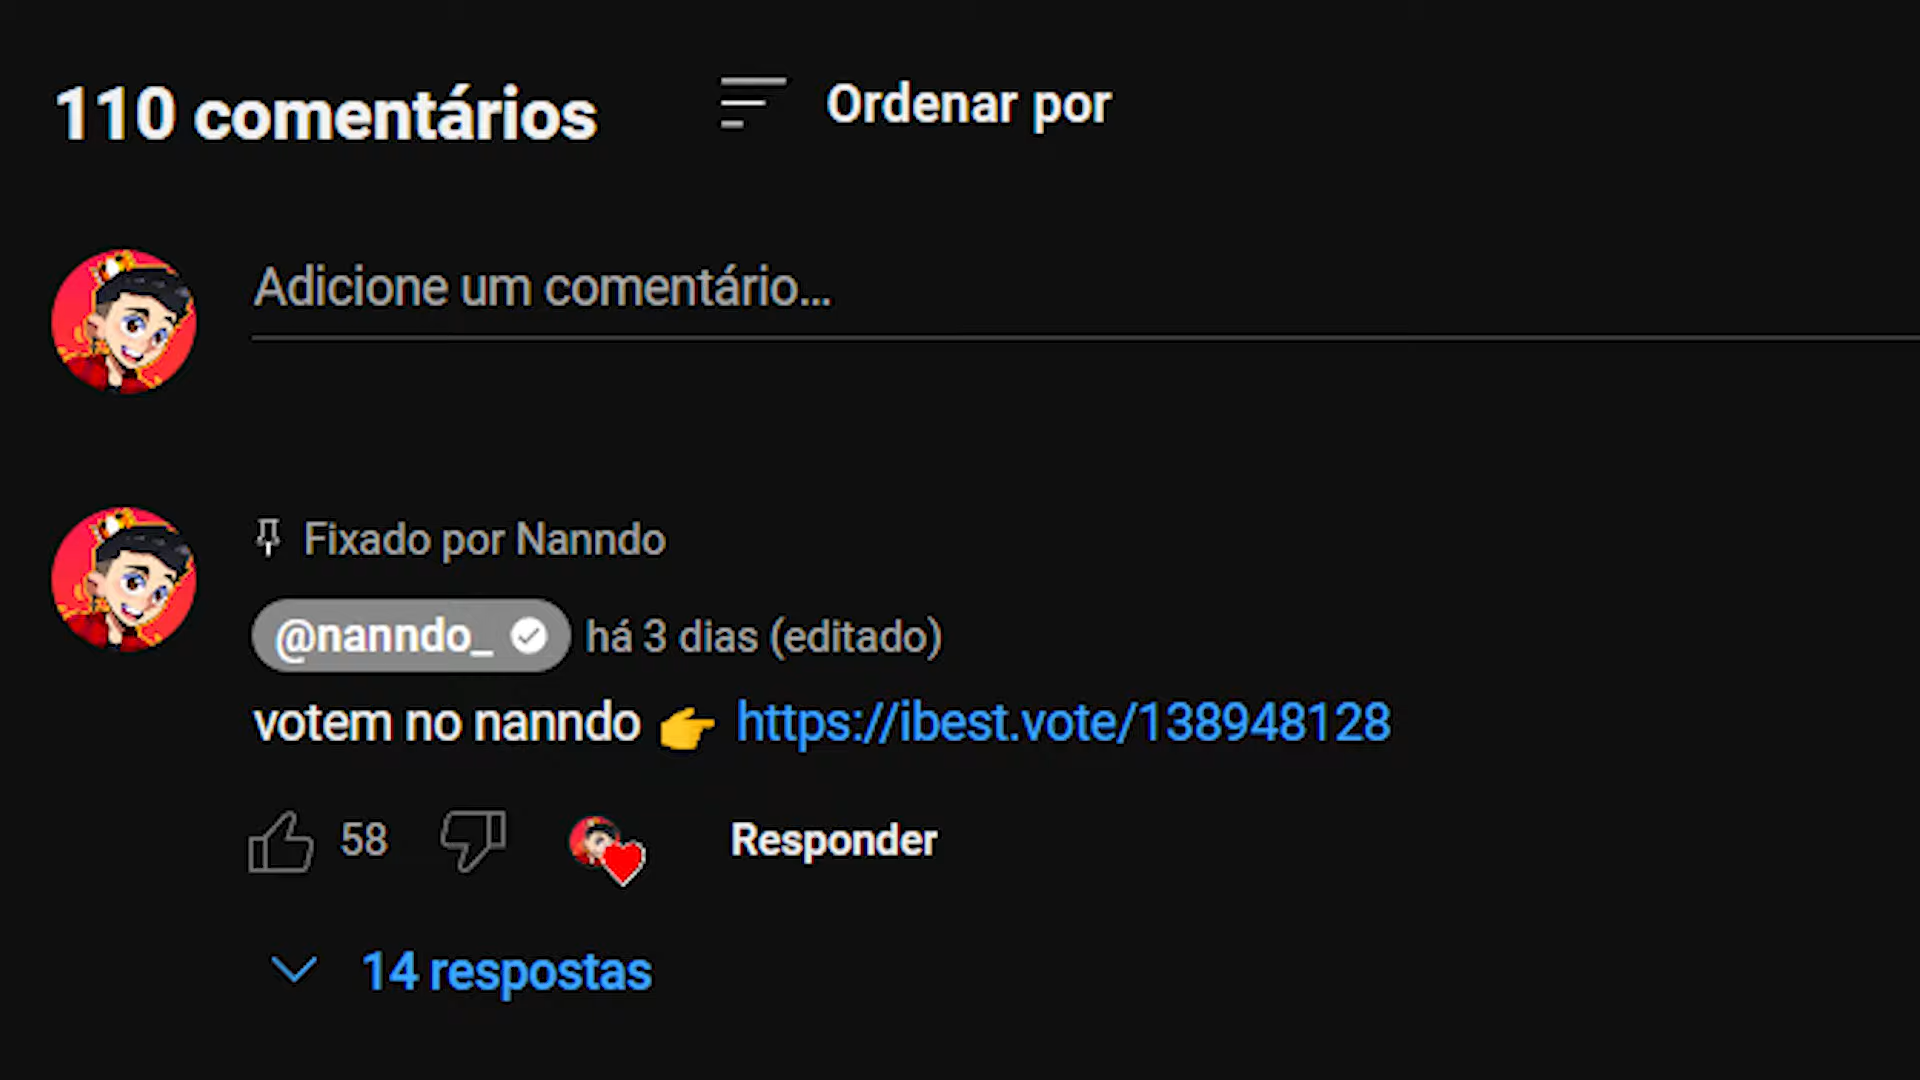 110 comentários
Ordenar por
Adicione um comentário...
Fixado por Nanndo
@nanndo_ há 3 dias (editado)
votem no nanndo 👉 https://ibest.vote/138948128
58
Responder
14 respostas